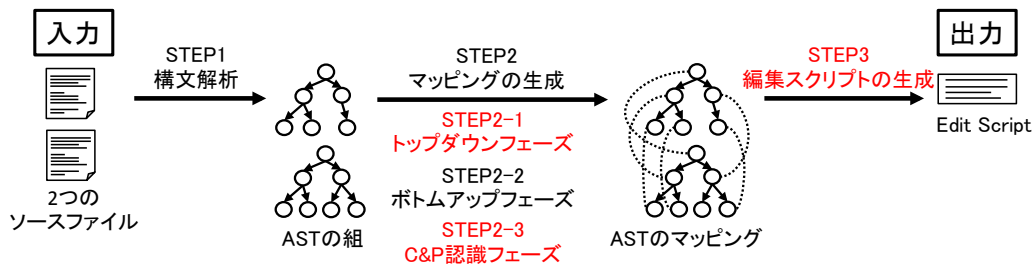 入力
2つの
ソースファイル
STEP1
構文解析
ASTの組
STEP2
マッピングの生成
STEP2-1
トップダウンフェーズ
STEP2-2
ボトムアップフェーズ
STEP2-3
C&P認識フェーズ
ASTのマッピング
STEP3
編集スクリプトの生成
出力
Edit Script